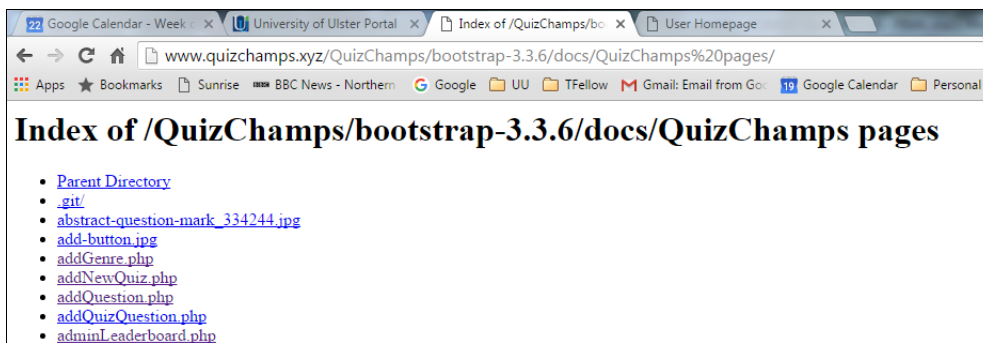 22 Google Calendar - Week o
University of Ulster Portal
Index of /QuizChamps/bo
User Homepage
www.quizchamps.xyz/QuizChamps/bootstrap-3.3.6/docs/QuizChamps%20pages/
Apps
Bookmarks
Sunrise
BBC News - Northern
Google
UU
TFellow
Gmail: Email from Goo
19 Google Calendar
Personal
Index of /QuizChamps/bootstrap-3.3.6/docs/QuizChamps pages
Parent Directory
.git/
abstract-question-mark_334244.jpg
add-button.jpg
addGenre.php
addNewQuiz.php
addQuestion.php
addQuizQuestion.php
adminLeaderboard.php